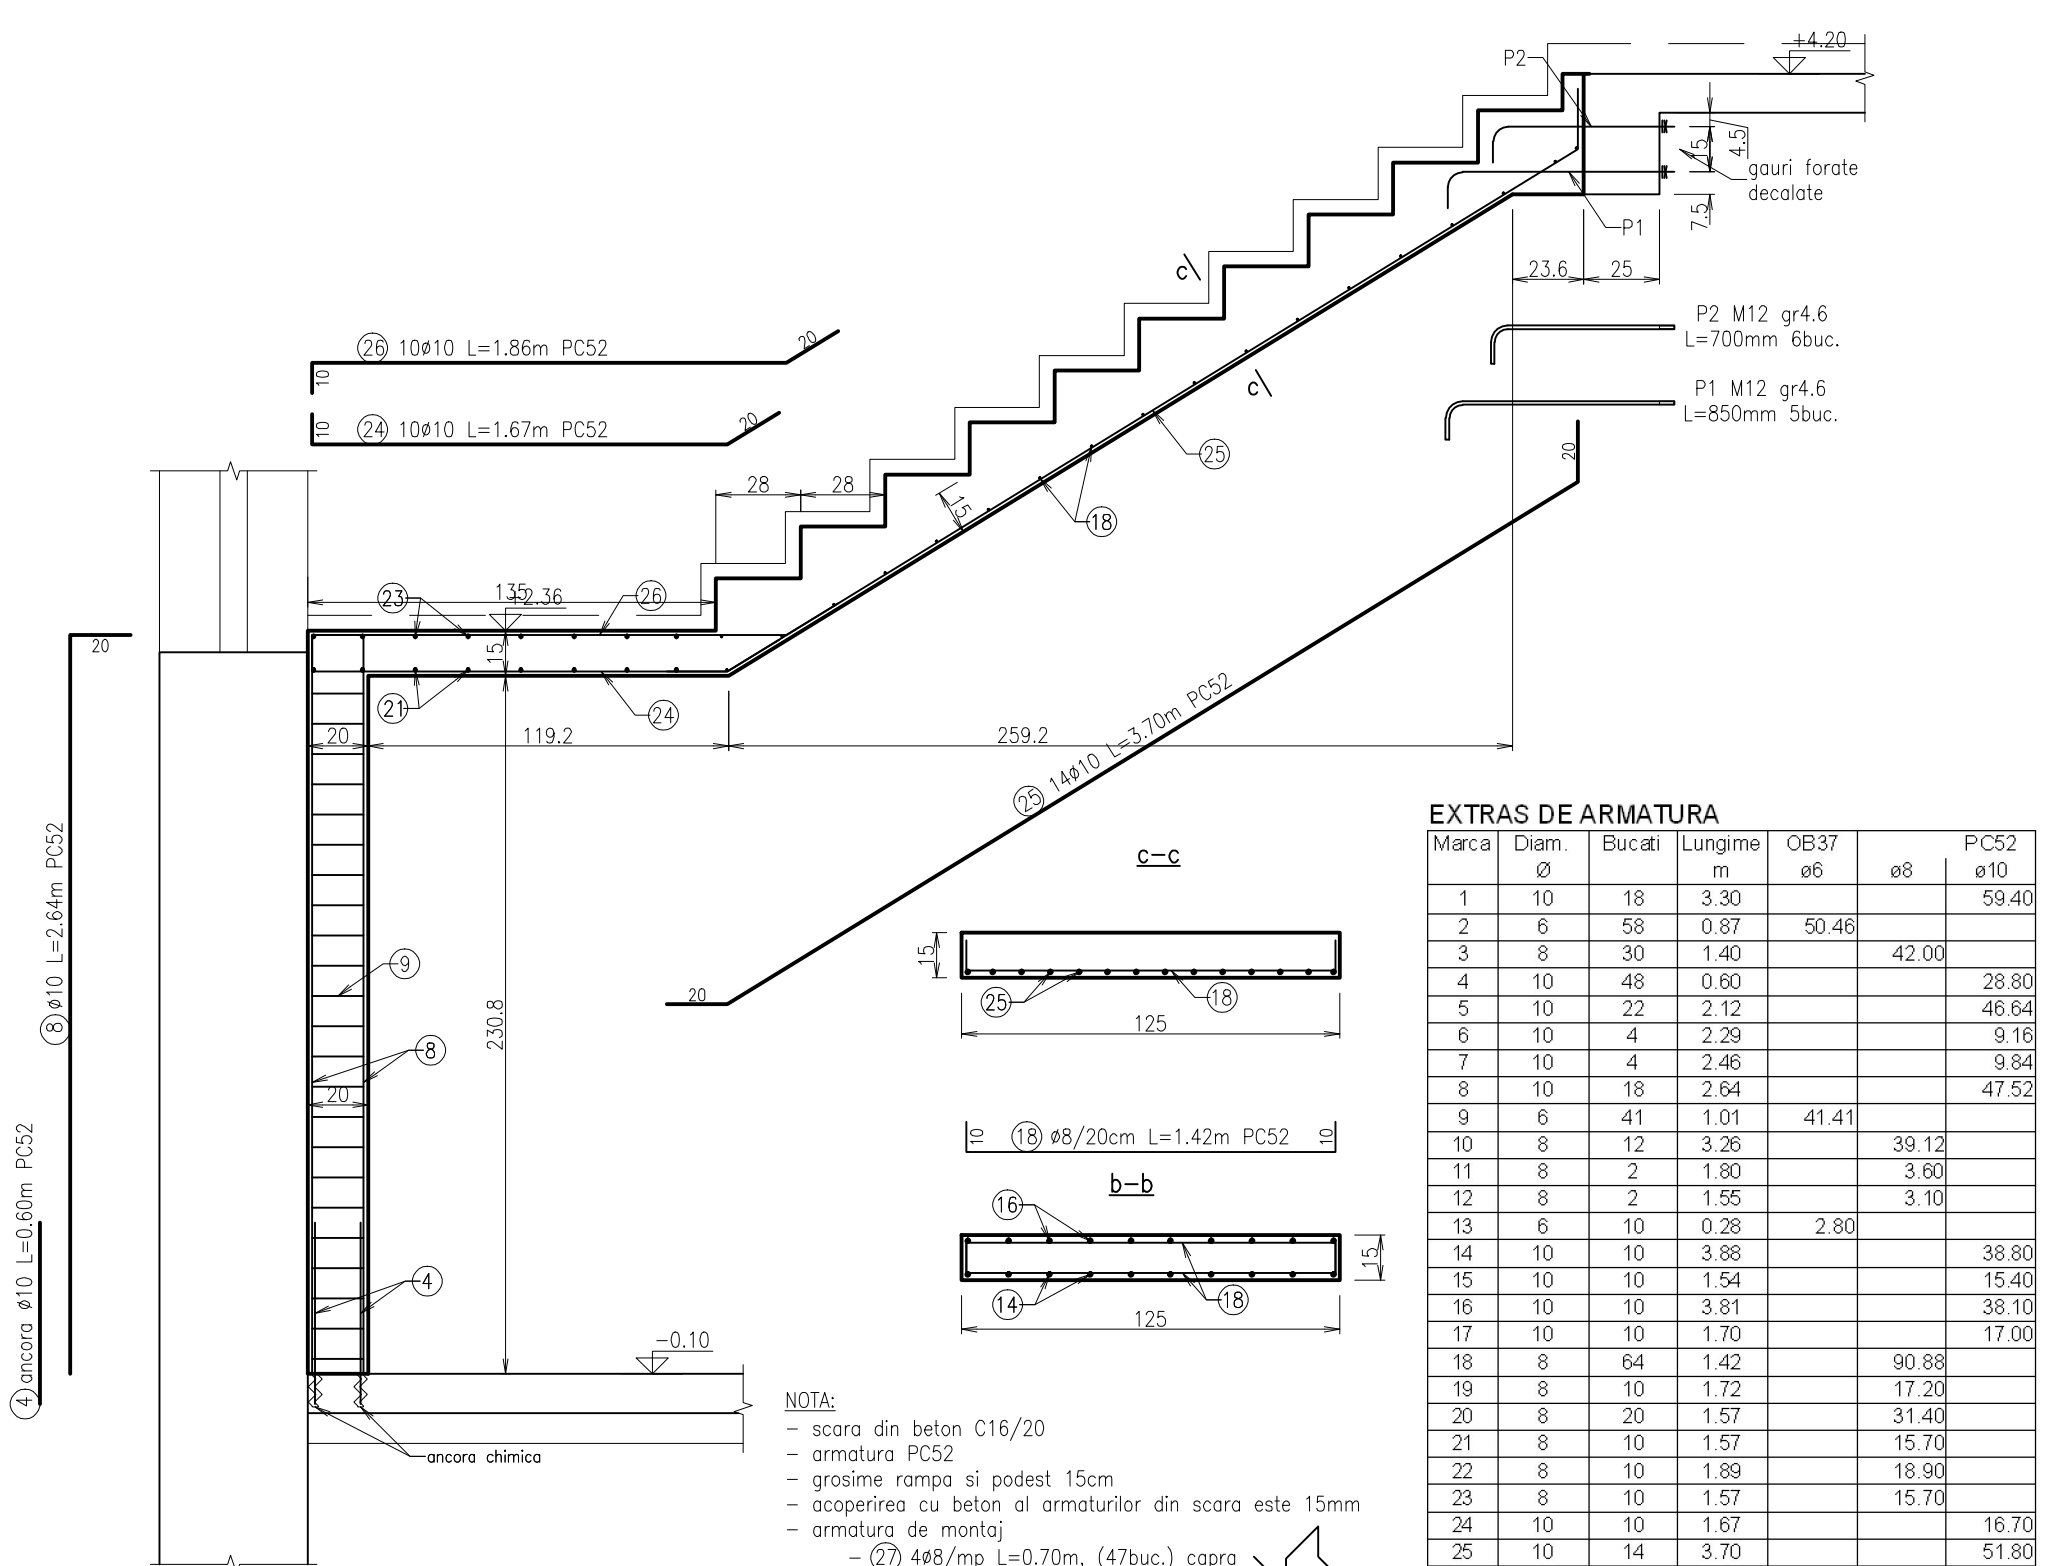 +4.20
P2
15
4.5
gauri forate
decalate
7.5
P1
c\
23.6
25
P2 M12 gr4.6
L=700mm 6buc.
P1 M12 gr4.6
L=850mm 5buc.
20
26 10ø10 L=1.86m PC52
10
20
24 10ø10 L=1.67m PC52
10
c/
25
20
28
28
15
18
135
+2.36
23
26
15
20
21
24
20
119.2
259.2
25 14ø10 L=3.70m PC52
20
8 ø10 L=2.64m PC52
9
230.8
8
20
4 ancora ø10 L=0.60m PC52
4
-0.10
ancora chimica
c-c
15
25
18
125
10 18 ø8/20cm L=1.42m PC52 10
b-b
16
15
14
18
125
NOTA:
- scara din beton C16/20
- armatura PC52
- grosime rampa si podest 15cm
- acoperirea cu beton al armaturilor din scara este 15mm
- armatura de montaj
- 27 4ø8/mp L=0.70m, (47buc.) capra
EXTRAS DE ARMATURA
Marca Diam. Bucati Lungime OB37 PC52
Ø m ø6 ø8 ø10
1 10 18 3.30 59.40
2 6 58 0.87 50.46
3 8 30 1.40 42.00
4 10 48 0.60 28.80
5 10 22 2.12 46.64
6 10 4 2.29 9.16
7 10 4 2.46 9.84
8 10 18 2.64 47.52
9 6 41 1.01 41.41
10 8 12 3.26 39.12
11 8 2 1.80 3.60
12 8 2 1.55 3.10
13 6 10 0.28 2.80
14 10 10 3.88 38.80
15 10 10 1.54 15.40
16 10 10 3.81 38.10
17 10 10 1.70 17.00
18 8 64 1.42 90.88
19 8 10 1.72 17.20
20 8 20 1.57 31.40
21 8 10 1.57 15.70
22 8 10 1.89 18.90
23 8 10 1.57 15.70
24 10 10 1.67 16.70
25 10 14 3.70 51.80